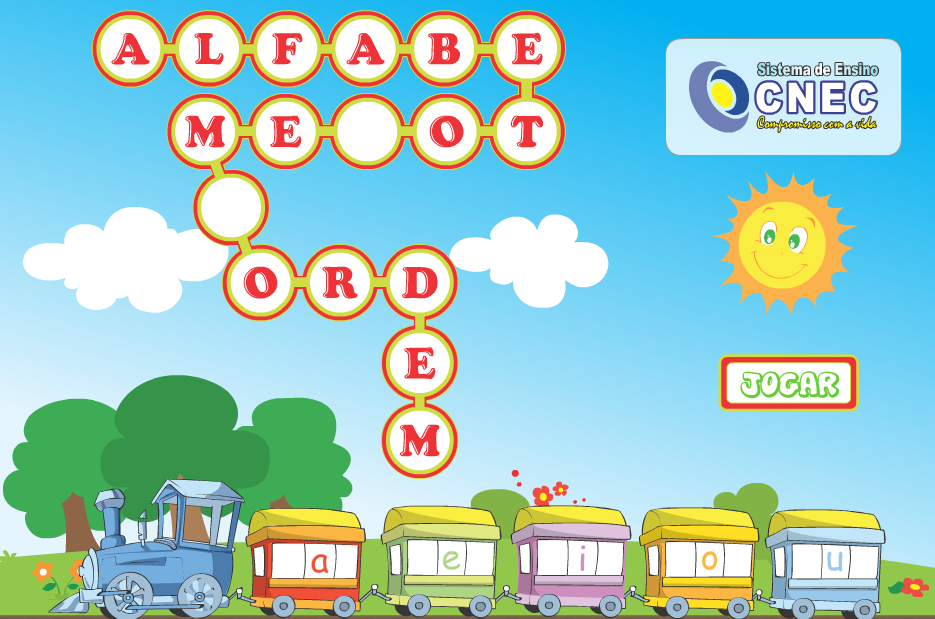 ALFABE
ME OT
ORD
E
M
Sistema de Ensino
CNEC
Compromisso com a vida
JOGAR
a e i o u